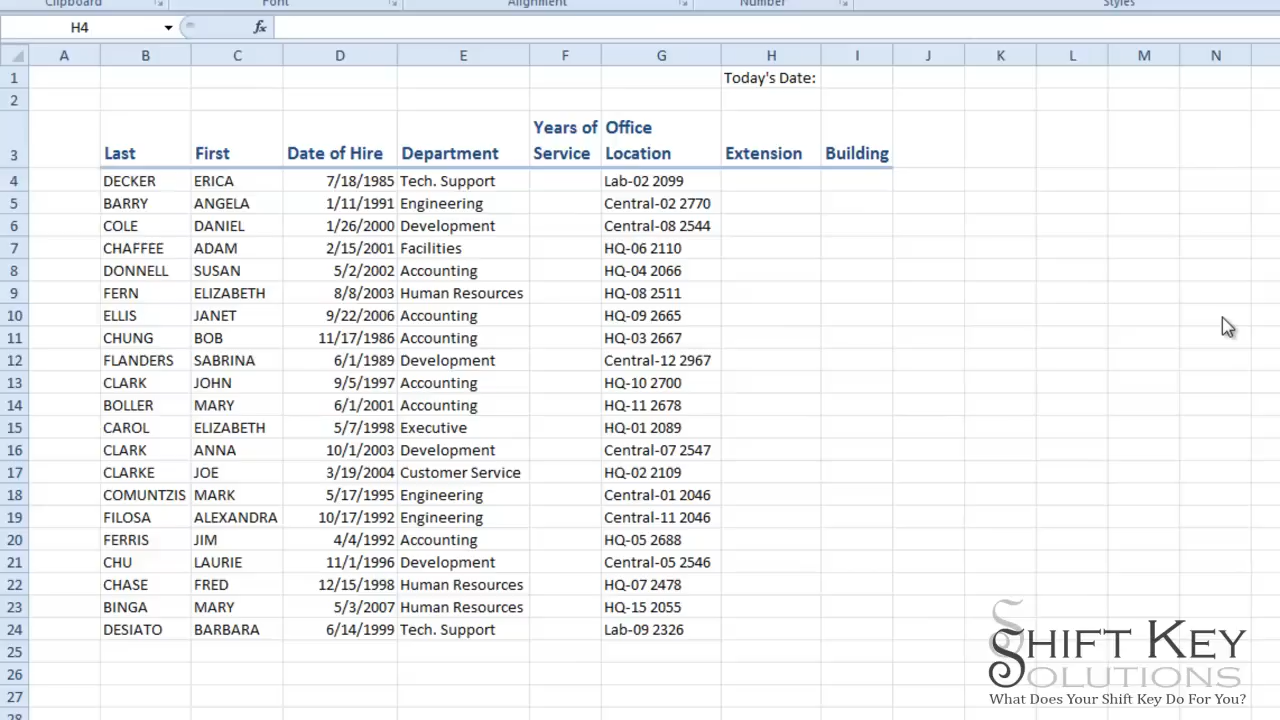 Clipboard Font Alignment Number Styles
H4 fx
A B C D E F G H I J K L M N
1 Today's Date:
2
Years of Office
3 Last First Date of Hire Department Service Location Extension Building
4 DECKER ERICA 7/18/1985 Tech. Support Lab-02 2099
5 BARRY ANGELA 1/11/1991 Engineering Central-02 2770
6 COLE DANIEL 1/26/2000 Development Central-08 2544
7 CHAFFEE ADAM 2/15/2001 Facilities HQ-06 2110
8 DONNELL SUSAN 5/2/2002 Accounting HQ-04 2066
9 FERN ELIZABETH 8/8/2003 Human Resources HQ-08 2511
10 ELLIS JANET 9/22/2006 Accounting HQ-09 2665
11 CHUNG BOB 11/17/1986 Accounting HQ-03 2667
12 FLANDERS SABRINA 6/1/1989 Development Central-12 2967
13 CLARK JOHN 9/5/1997 Accounting HQ-10 2700
14 BOLLER MARY 6/1/2001 Accounting HQ-11 2678
15 CAROL ELIZABETH 5/7/1998 Executive HQ-01 2089
16 CLARK ANNA 10/1/2003 Development Central-07 2547
17 CLARKE JOE 3/19/2004 Customer Service HQ-02 2109
18 COMUNTZIS MARK 5/17/1995 Engineering Central-01 2046
19 FILOSA ALEXANDRA 10/17/1992 Engineering Central-11 2046
20 FERRIS JIM 4/4/1992 Accounting HQ-05 2688
21 CHU LAURIE 11/1/1996 Development Central-05 2546
22 CHASE FRED 12/15/1998 Human Resources HQ-07 2478
23 BINGA MARY 5/3/2007 Human Resources HQ-15 2055
24 DESIATO BARBARA 6/14/1999 Tech. Support Lab-09 2326
25
26
27
28
SHIFT KEY
SOLUTIONS
What Does Your Shift Key Do For You?